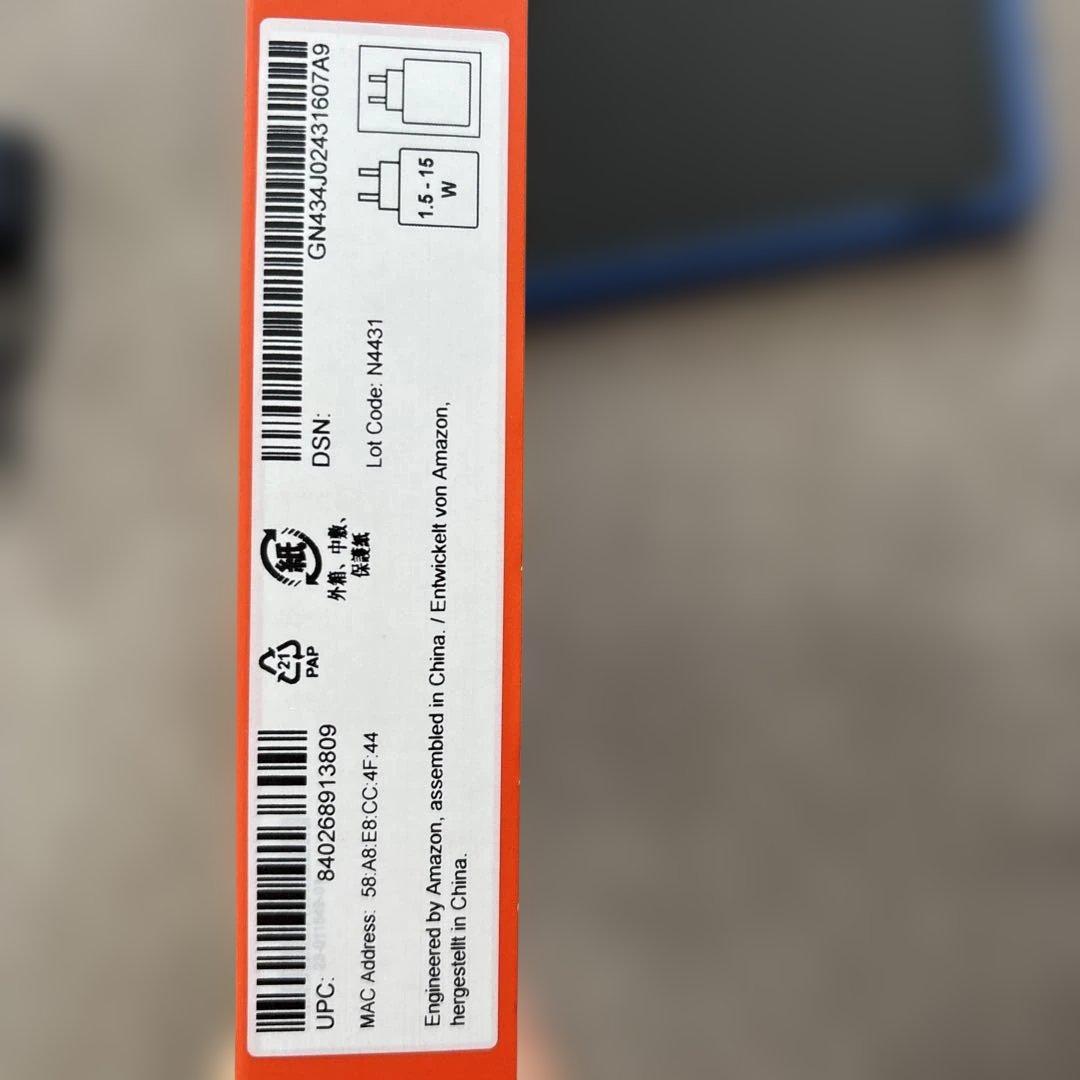 UPC: 840268913809
MAC Address: 58:A8:E8:CC:4F:44
Engineered by Amazon, assembled in China. / Entwickelt von Amazon,
hergestellt in China.
21
PAP
紙
外箱、中敷、
保護紙
DSN: GN434J02431607A9
Lot Code: N4431
1.5 - 15
W